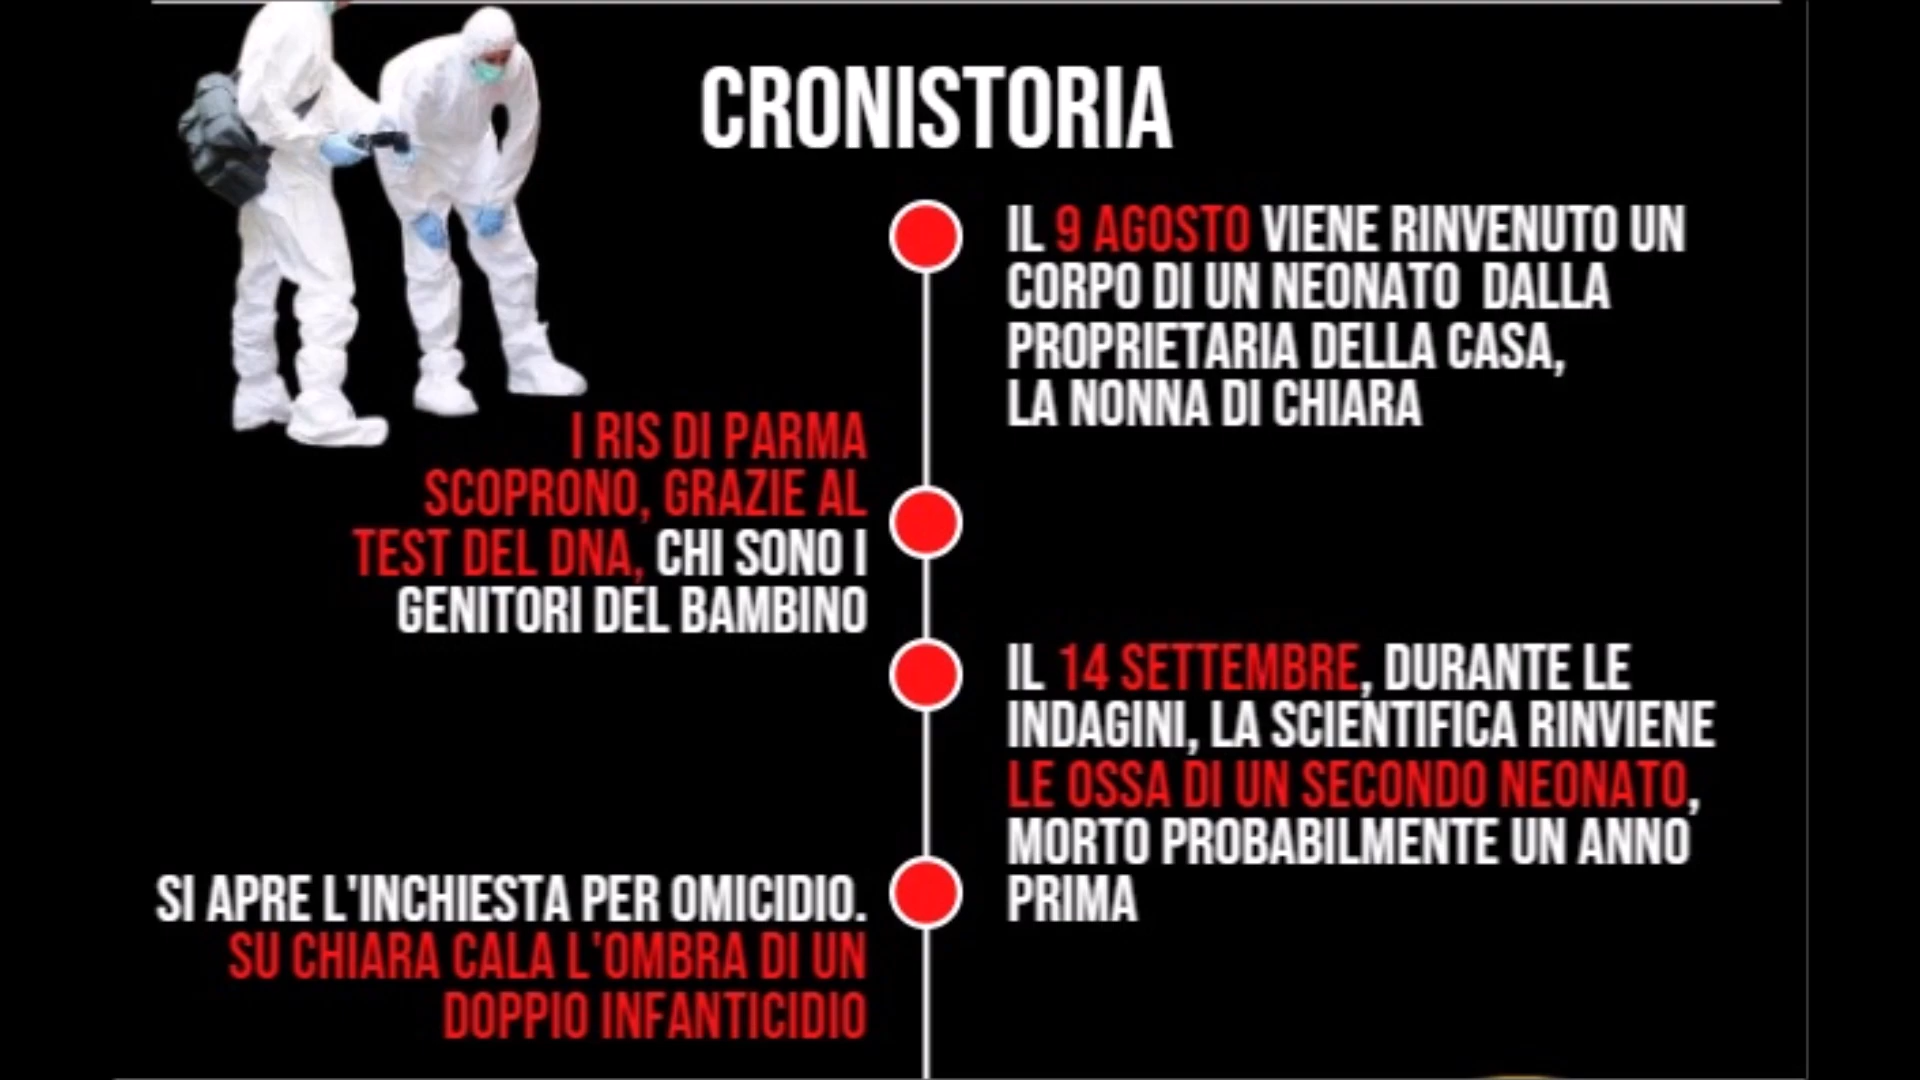 CRONISTORIA
IL 9 AGOSTO VIENE RINVENUTO UN
CORPO DI UN NEONATO DALLA
PROPRIETARIA DELLA CASA,
LA NONNA DI CHIARA
I RIS DI PARMA
SCOPRONO, GRAZIE AL
TEST DEL DNA, CHI SONO I
GENITORI DEL BAMBINO
IL 14 SETTEMBRE, DURANTE LE
INDAGINI, LA SCIENTIFICA RINVIENE
LE OSSA DI UN SECONDO NEONATO,
MORTO PROBABILMENTE UN ANNO
PRIMA
SI APRE L'INCHIESTA PER OMICIDIO.
SU CHIARA CALA L'OMBRA DI UN
DOPPIO INFANTICIDIO